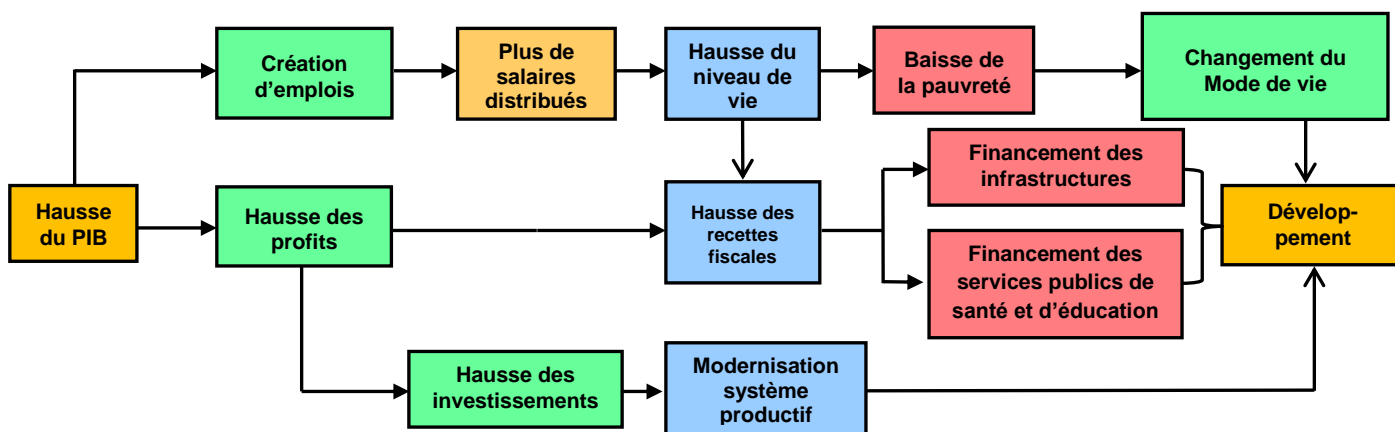 Création
d’emplois
Plus de
salaires
distribués
Hausse du
niveau de
vie
Baisse de
la pauvreté
Changement du
Mode de vie
Hausse
du PIB
Hausse des
profits
Hausse des
recettes
fiscales
Financement des
infrastructures
Financement des
services publics de
santé et d’éducation
Dévelop-
pement
Hausse des
investissements
Modernisation
système
productif